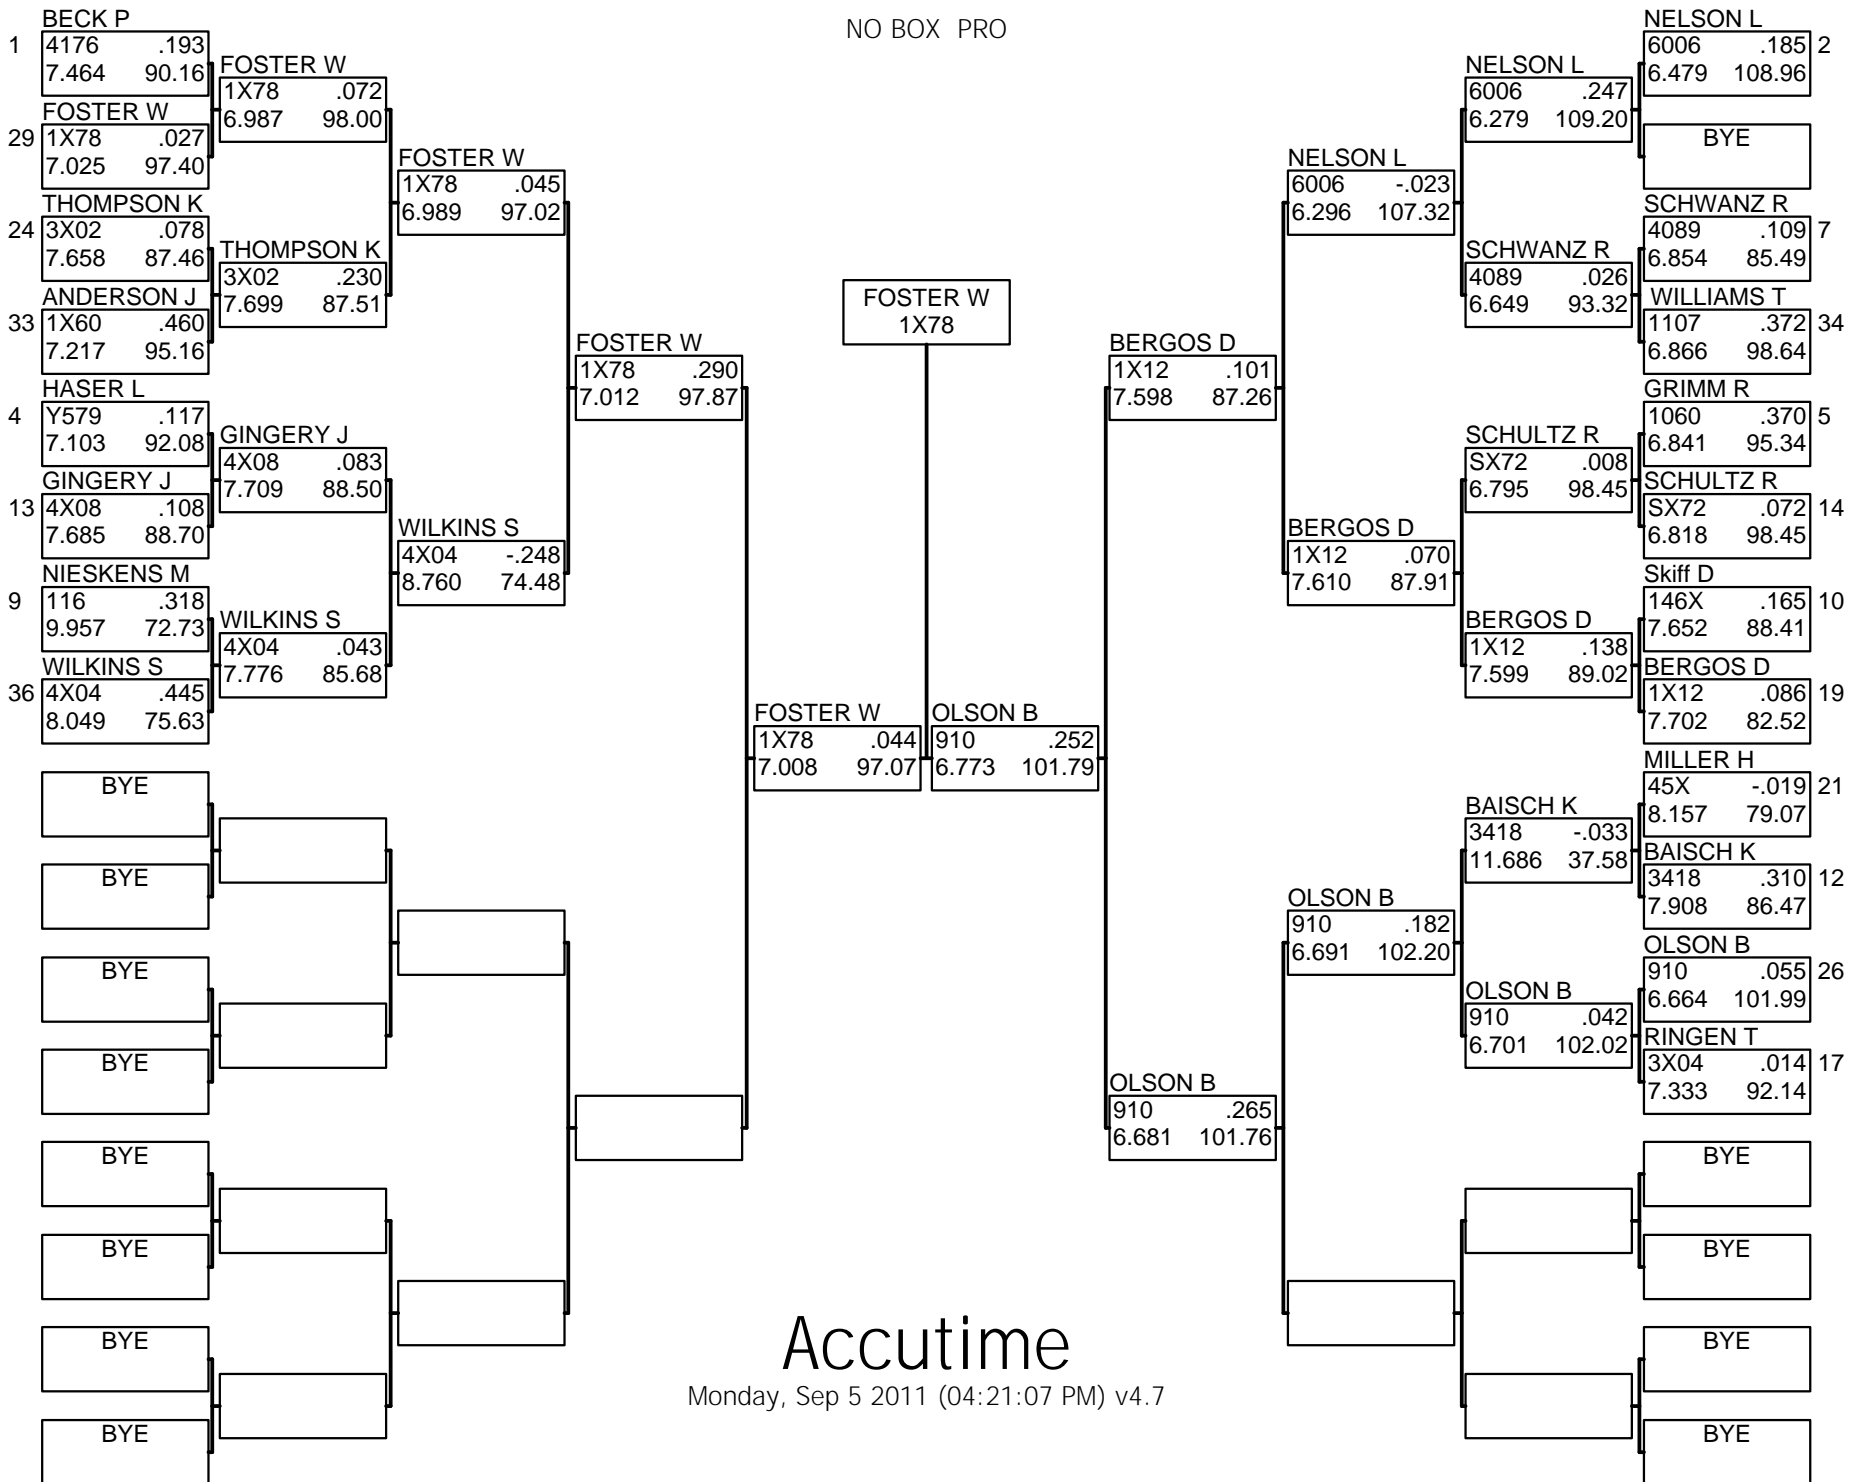 NO BOX PRO
BECK P
1 4176 .193
7.464 90.16
FOSTER W
29 1X78 .027
7.025 97.40
THOMPSON K
24 3X02 .078
7.658 87.46
ANDERSON J
33 1X60 .460
7.217 95.16
HASER L
4 Y579 .117
7.103 92.08
GINGERY J
13 4X08 .108
7.685 88.70
NIESKENS M
9 116 .318
9.957 72.73
WILKINS S
36 4X04 .445
8.049 75.63
BYE
BYE
BYE
BYE
BYE
BYE
BYE
BYE
FOSTER W
1X78 .072
6.987 98.00
THOMPSON K
3X02 .230
7.699 87.51
GINGERY J
4X08 .083
7.709 88.50
WILKINS S
4X04 .043
7.776 85.68
FOSTER W
1X78 .045
6.989 97.02
WILKINS S
4X04 -.248
8.760 74.48
FOSTER W
1X78 .290
7.012 97.87
FOSTER W
1X78 .044
7.008 97.07
FOSTER W
1X78
OLSON B
910 .252
6.773 101.79
BERGOS D
1X12 .101
7.598 87.26
OLSON B
910 .265
6.681 101.76
NELSON L
6006 -.023
6.296 107.32
BERGOS D
1X12 .070
7.610 87.91
OLSON B
910 .182
6.691 102.20
NELSON L
6006 .247
6.279 109.20
SCHWANZ R
4089 .026
6.649 93.32
SCHULTZ R
SX72 .008
6.795 98.45
BERGOS D
1X12 .138
7.599 89.02
BAISCH K
3418 -.033
11.686 37.58
OLSON B
910 .042
6.701 102.02
NELSON L
6006 .185 2
6.479 108.96
BYE
SCHWANZ R
4089 .109 7
6.854 85.49
WILLIAMS T
1107 .372 34
6.866 98.64
GRIMM R
1060 .370 5
6.841 95.34
SCHULTZ R
SX72 .072 14
6.818 98.45
Skiff D
146X .165 10
7.652 88.41
BERGOS D
1X12 .086 19
7.702 82.52
MILLER H
45X -.019 21
8.157 79.07
BAISCH K
3418 .310 12
7.908 86.47
OLSON B
910 .055 26
6.664 101.99
RINGEN T
3X04 .014 17
7.333 92.14
BYE
BYE
BYE
BYE
Accutime
Monday, Sep 5 2011 (04:21:07 PM) v4.7